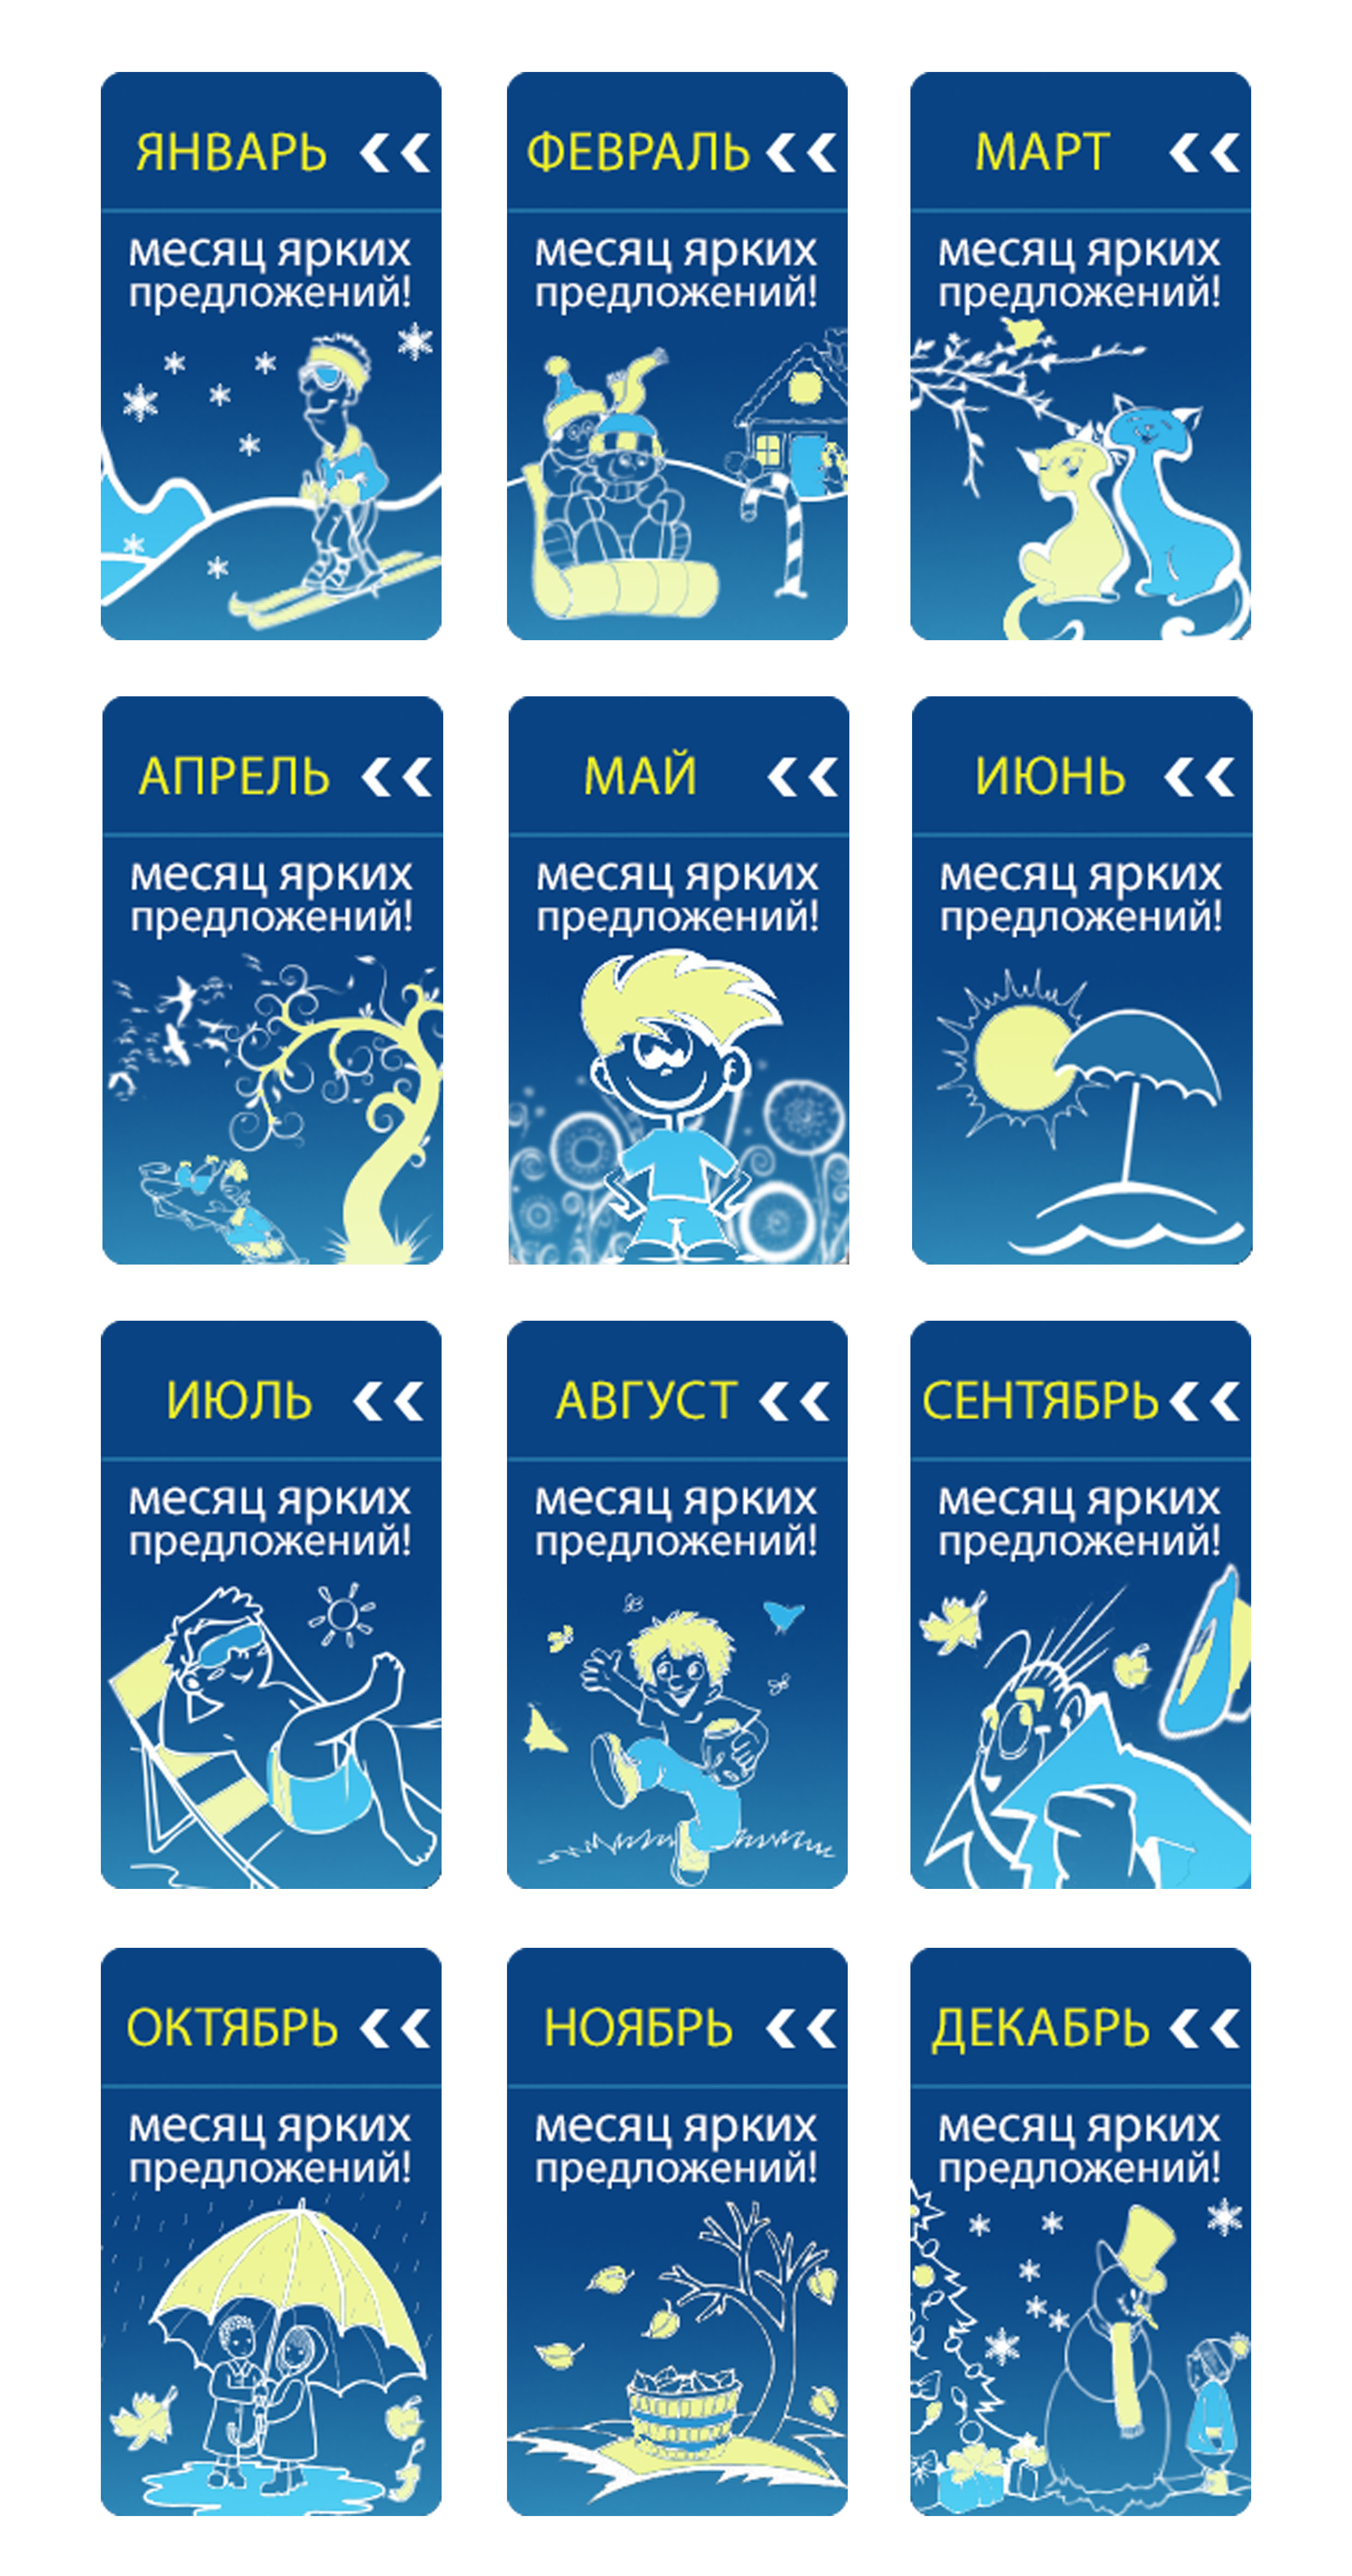 ЯНВАРЬ
месяц ярких
предложений!
ФЕВРАЛЬ
месяц ярких
предложений!
МАРТ
месяц ярких
предложений!
АПРЕЛЬ
месяц ярких
предложений!
МАЙ
месяц ярких
предложений!
ИЮНЬ
месяц ярких
предложений!
ИЮЛЬ
месяц ярких
предложений!
АВГУСТ
месяц ярких
предложений!
СЕНТЯБРЬ
месяц ярких
предложений!
ОКТЯБРЬ
месяц ярких
предложений!
НОЯБРЬ
месяц ярких
предложений!
ДЕКАБРЬ
месяц ярких
предложений!